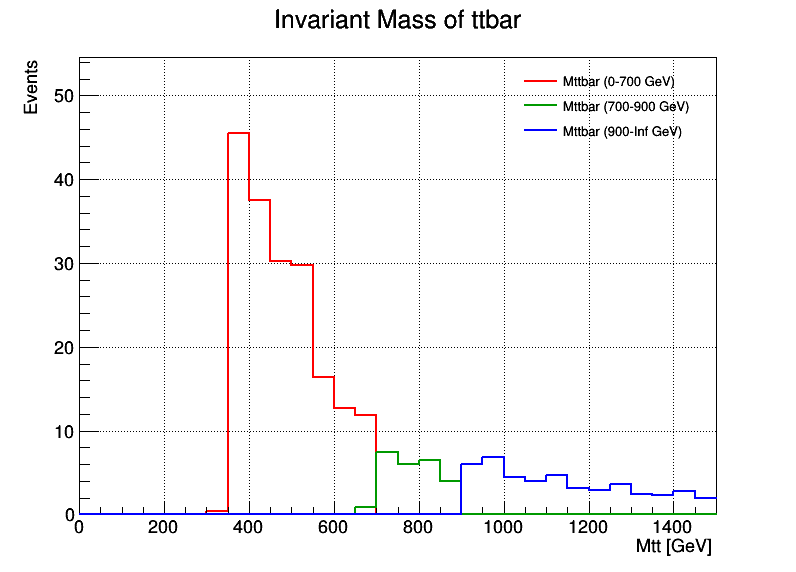 Invariant Mass of ttbar
Events
Mttbar (0-700 GeV)
Mttbar (700-900 GeV)
Mttbar (900-Inf GeV)
50
40
30
20
10
0
0 200 400 600 800 1000 1200 1400
Mtt [GeV]